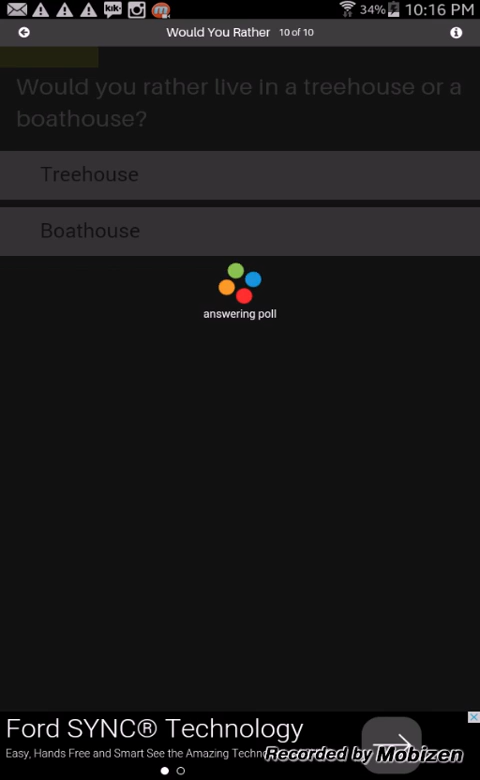 kik 34% 10:16 PM
Would You Rather 10 of 10
Would you rather live in a treehouse or a
boathouse?
Treehouse
Boathouse
answering poll
Ford SYNC® Technology
Easy, Hands Free and Smart See the Amazing Techno
Recorded by Mobizen